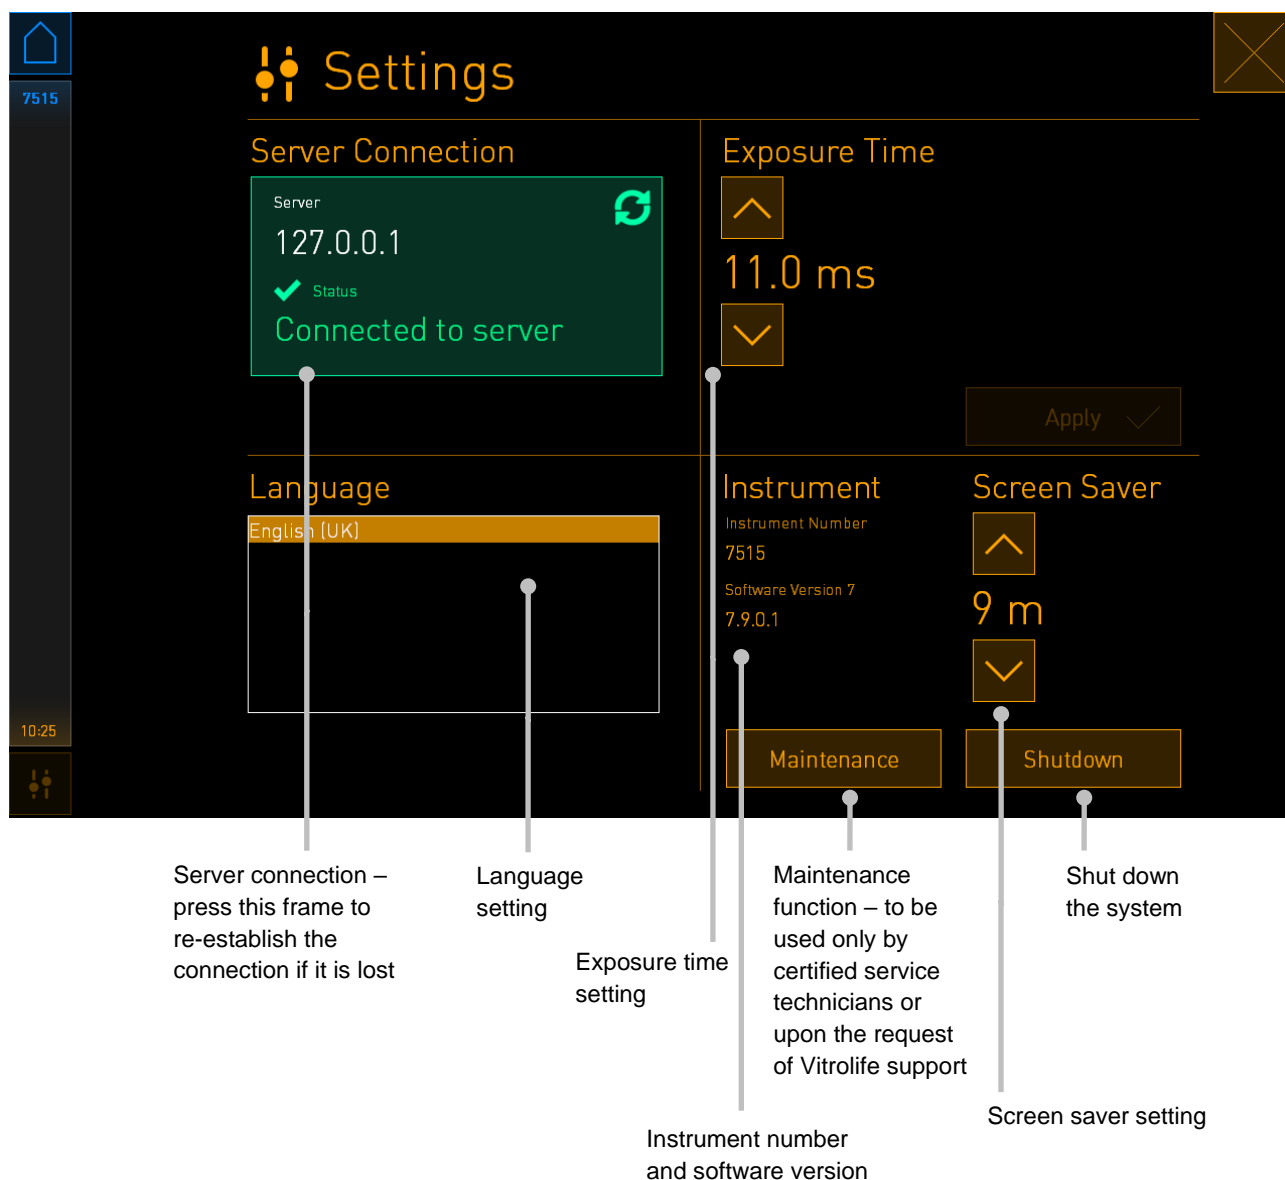 7515
Settings
Server Connection
Server
127.0.0.1
Status
Connected to server
Exposure Time
11.0 ms
Apply
Language
English (UK)
Instrument
Instrument Number
7515
Software Version 7
7.9.0.1
Screen Saver
9 m
10:25
Maintenance
Shutdown
Server connection –
press this frame to
re-establish the
connection if it is lost
Language
setting
Exposure time
setting
Maintenance
function – to be
used only by
certified service
technicians or
upon the request
of Vitrolife support
Shut down
the system
Screen saver setting
Instrument number
and software version